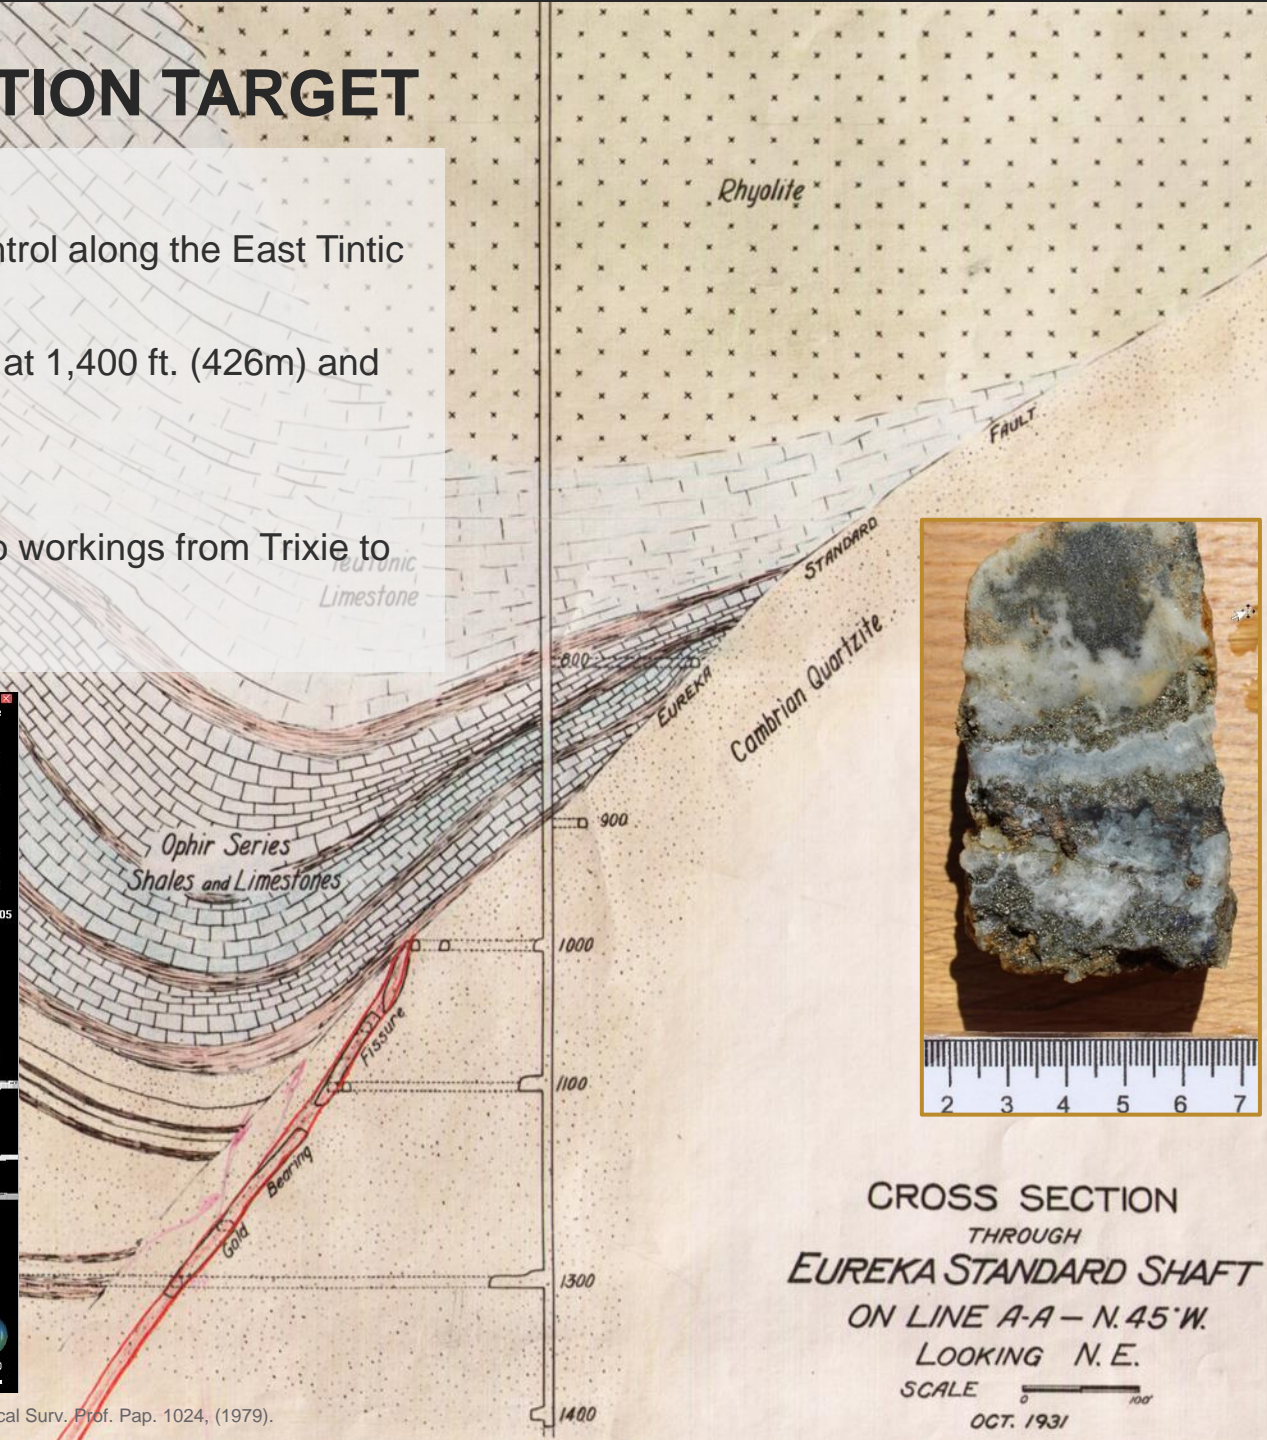 TION TARGET
ntrol along the East Tintic
at 1,400 ft. (426m) and
o workings from Trixie to
Rhyolite
Teutonic
Limestone
FAULT
STANDARD
EUREKA
Cambrian Quartzite
800
900
Ophir Series
Shales and Limestones
05
1000
Fissure
1100
Bearing
Gold
1300
1400
2 3 4 5 6 7
CROSS SECTION
THROUGH
EUREKA STANDARD SHAFT
ON LINE A-A — N. 45° W.
LOOKING N. E.
SCALE 0 100'
OCT. 1931
cal Surv. Prof. Pap. 1024, (1979).